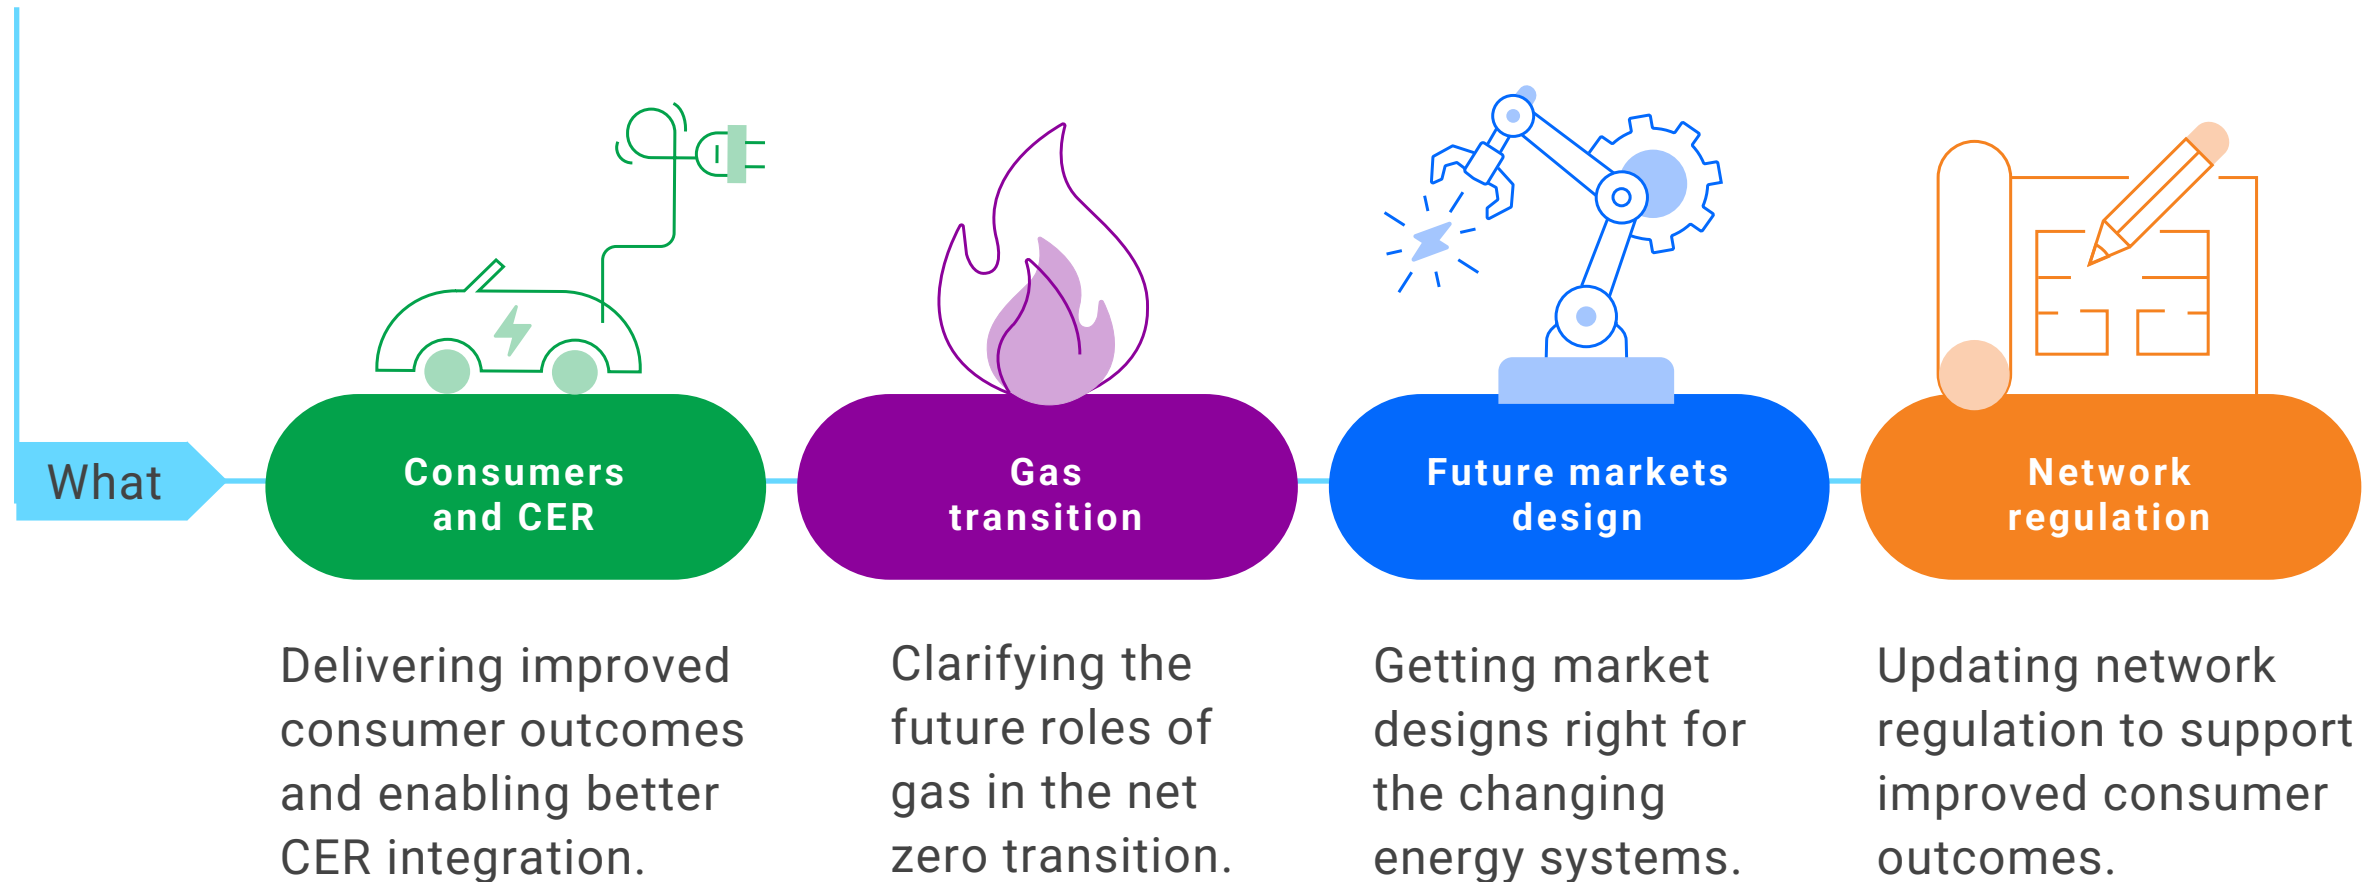 What
Consumers
and CER
Gas
transition
Future markets
design
Network
regulation
Delivering improved
consumer outcomes
and enabling better
CER integration.
Clarifying the
future roles of
gas in the net
zero transition.
Getting market
designs right for
the changing
energy systems.
Updating network
regulation to support
improved consumer
outcomes.